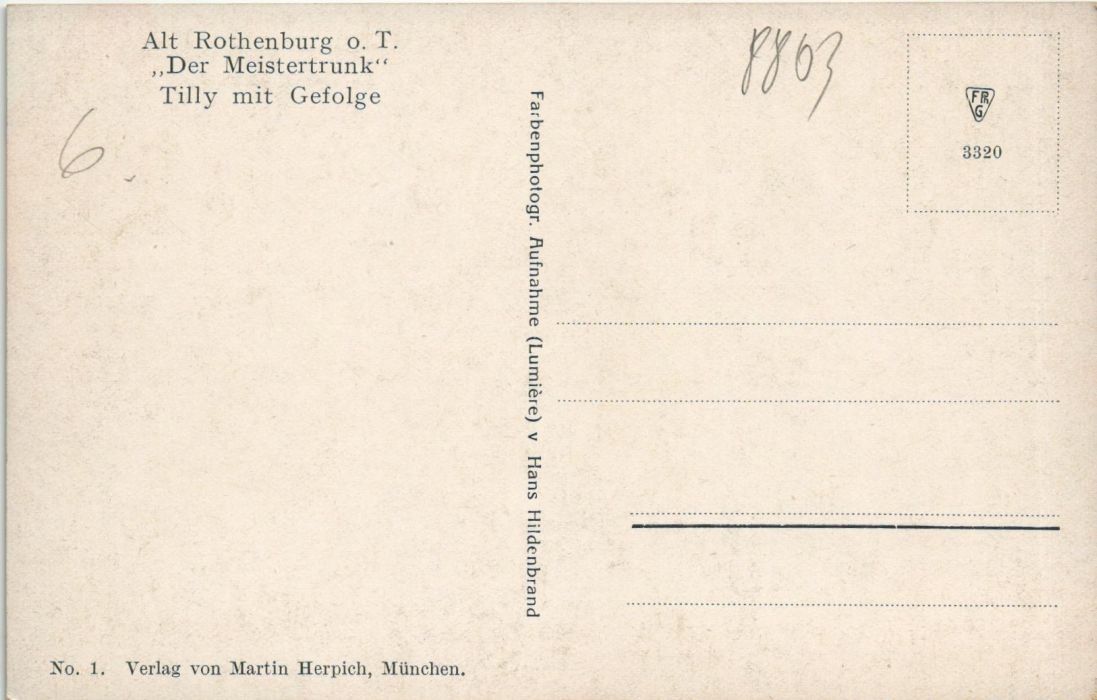 Alt Rothenburg o. T.
„Der Meistertrunk“
Tilly mit Gefolge
6
8803
FPRG
3320
Farbenphotogr. Aufnahme (Lumière) v Hans Hildenbrand
No. 1. Verlag von Martin Herpich, München.